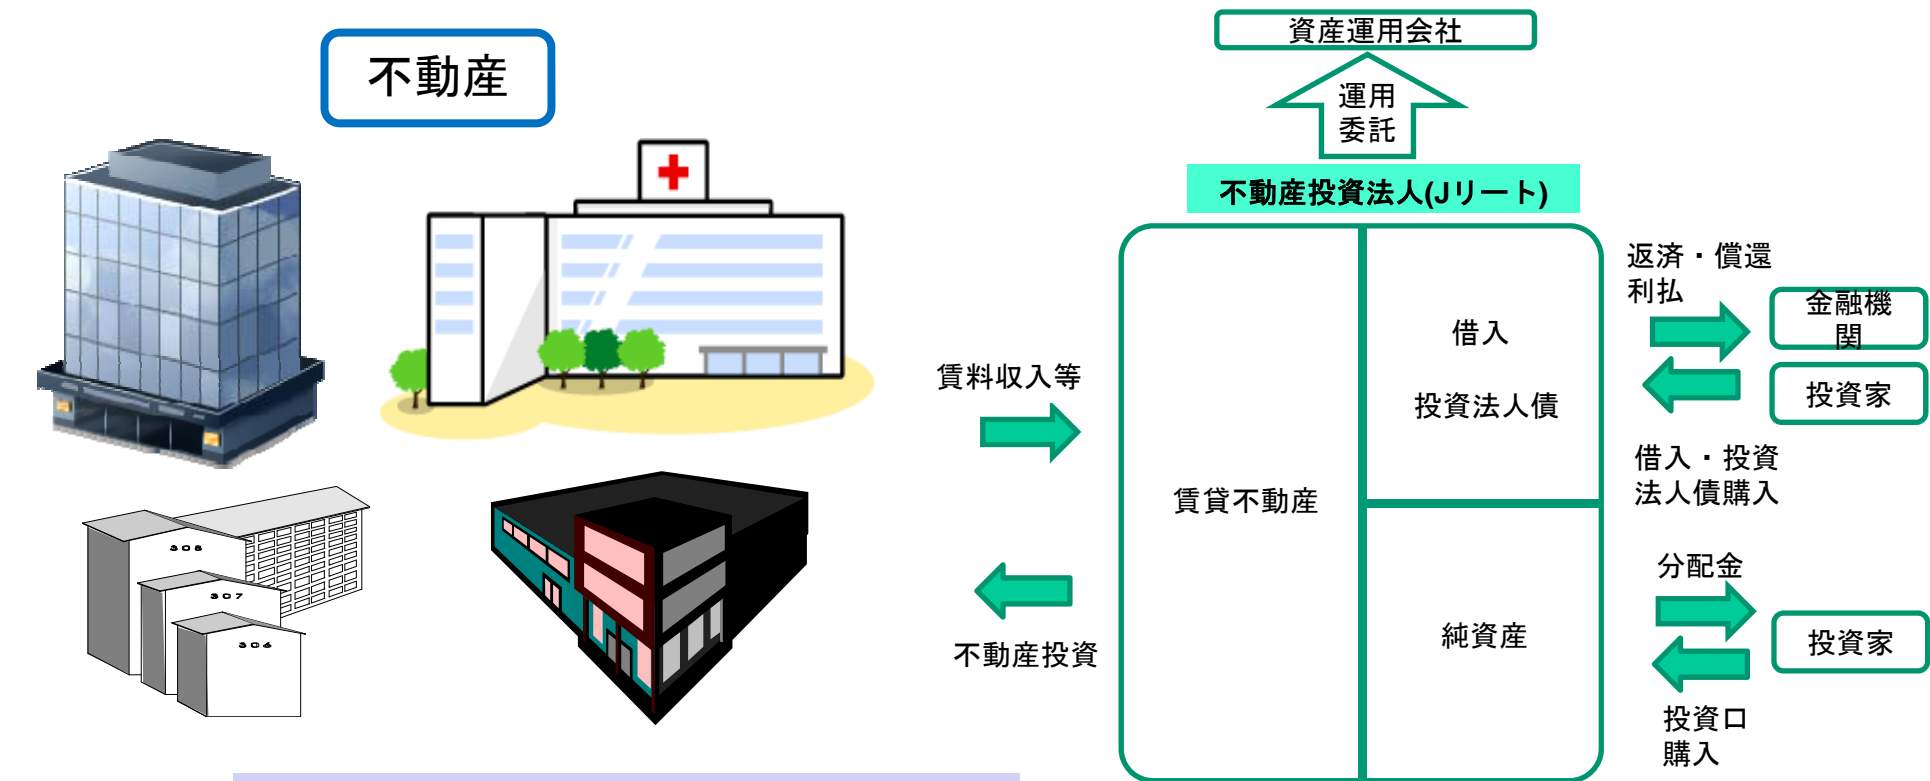 不動産
資産運用会社
運用
委託
不動産投資法人(Jリート)
返済・償還
利払
金融機
関
借入
投資法人債
投資家
借入・投資
法人債購入
賃料収入等
賃貸不動産
不動産投資
分配金
純資産
投資家
投資口
購入
308
307
306